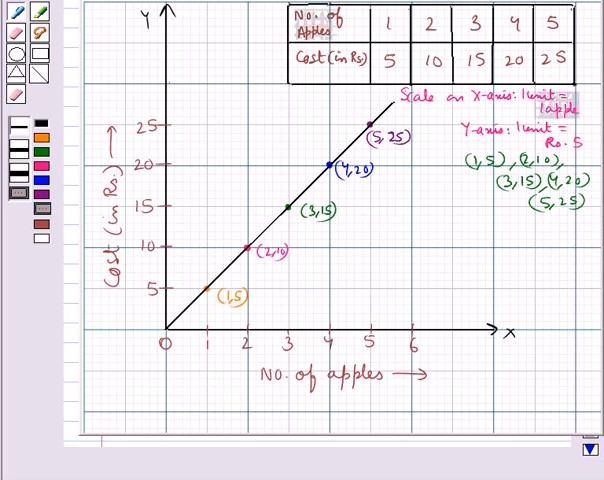 No. of Apples 1 2 3 4 5
Cost (in Rs.) 5 10 15 20 25
Scale on X-axis: 1 unit =
1 apple
Y-axis: 1 unit =
Rs. 5
(1,5), (2,10),
(3,15), (4,20)
(5,25)
Y
25
20
15
10
5
Cost (in Rs.)
(5,25)
(4,20)
(3,15)
(2,10)
(1,5)
0 1 2 3 4 5 6
X
No. of apples